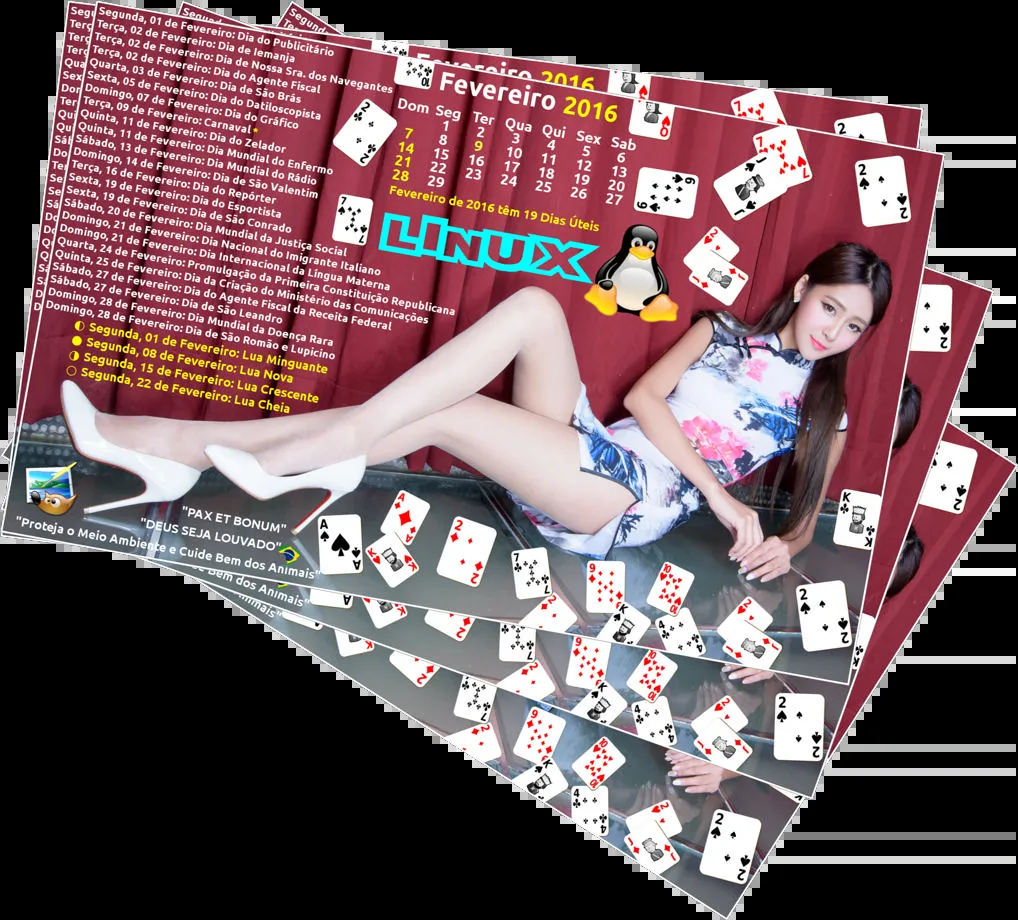 Segunda, 01 de Fevereiro: Dia do Publicitário
Terça, 02 de Fevereiro: Dia de Iemanja
Terça, 02 de Fevereiro: Dia de Nossa Sra. dos Navegantes
Terça, 02 de Fevereiro: Dia do Agente Fiscal
Quarta, 03 de Fevereiro: Dia de São Brás
Sexta, 05 de Fevereiro: Dia do Datiloscopista
Domingo, 07 de Fevereiro: Dia do Gráfico
Terça, 09 de Fevereiro: Carnaval
Quinta, 11 de Fevereiro: Dia do Zelador
Quinta, 11 de Fevereiro: Dia Mundial do Enfermo
Sábado, 13 de Fevereiro: Dia Mundial do Rádio
Domingo, 14 de Fevereiro: Dia de São Valentim
Terça, 16 de Fevereiro: Dia do Repórter
Sexta, 19 de Fevereiro: Dia do Esportista
Sexta, 19 de Fevereiro: Dia de São Conrado
Sábado, 20 de Fevereiro: Dia Mundial da Justiça Social
Domingo, 21 de Fevereiro: Dia Nacional do Imigrante Italiano
Domingo, 21 de Fevereiro: Dia Internacional da Língua Materna
Quarta, 24 de Fevereiro: Promulgação da Primeira Constituição Republicana
Quinta, 25 de Fevereiro: Dia da Criação do Ministério das Comunicações
Sábado, 27 de Fevereiro: Dia do Agente Fiscal da Receita Federal
Sábado, 27 de Fevereiro: Dia de São Leandro
Domingo, 28 de Fevereiro: Dia Mundial da Doença Rara
Domingo, 28 de Fevereiro: Dia de São Romão e Lupicino
Segunda, 01 de Fevereiro: Lua Minguante
Segunda, 08 de Fevereiro: Lua Nova
Segunda, 15 de Fevereiro: Lua Crescente
Segunda, 22 de Fevereiro: Lua Cheia
Fevereiro 2016
Fevereiro 2016
Dom Seg Ter Qua Qui Sex Sab
1 2 3 4 5 6
7 8 9 10 11 12 13
14 15 16 17 18 19 20
21 22 23 24 25 26 27
28 29
Fevereiro de 2016 têm 19 Dias Úteis
LINUX
"PAX ET BONUM"
"DEUS SEJA LOUVADO"
"Proteja o Meio Ambiente e Cuide Bem dos Animais"
Bem dos Animais"